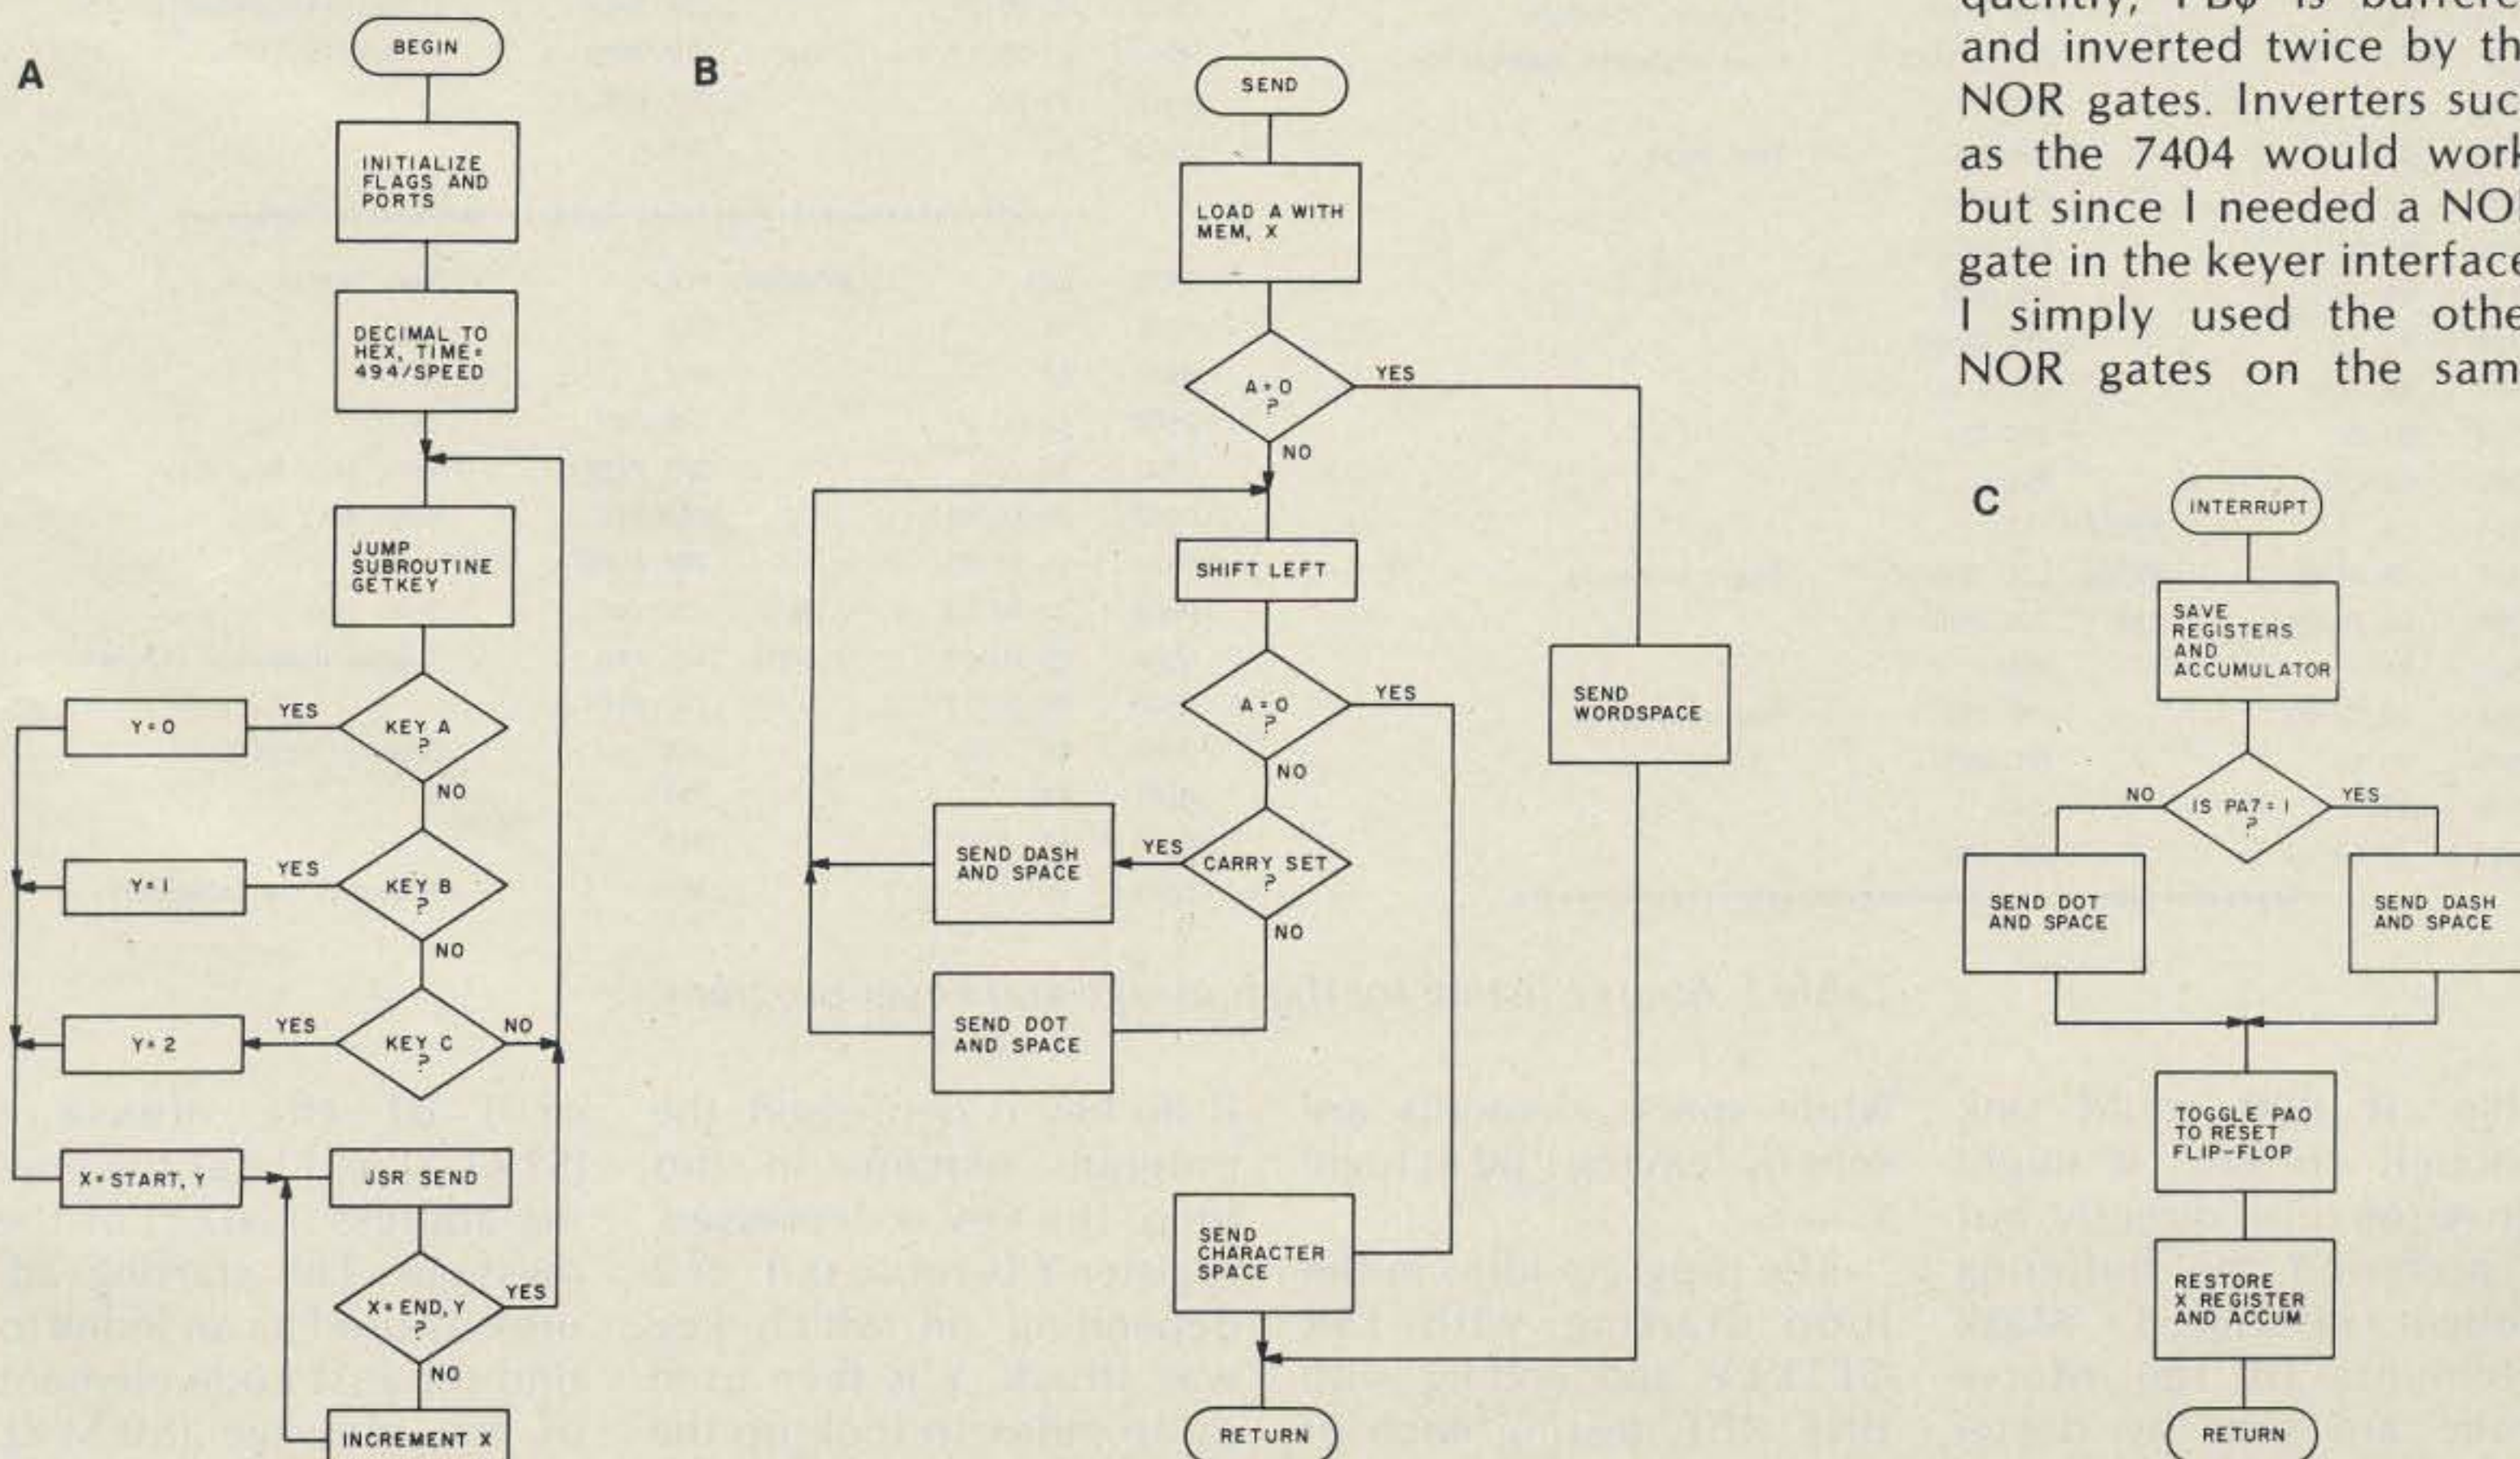 A
BEGIN
INITIALIZE
FLAGS AND
PORTS
DECIMAL TO
HEX, TIME=
494/SPEED
JUMP
SUBROUTINE
GETKEY
KEY A
?
YES
Y=0
NO
KEY B
?
YES
Y=1
NO
KEY C
?
YES
Y=2
NO
X=START, Y
JSR SEND
X=END, Y
?
YES
NO
INCREMENT X
B
SEND
LOAD A WITH
MEM, X
A=0
?
YES
NO
SHIFT LEFT
A=0
?
YES
SEND
WORDSPACE
NO
CARRY SET
?
YES
SEND DASH
AND SPACE
NO
SEND DOT
AND SPACE
SEND
CHARACTER
SPACE
RETURN
is buffere
and inverted twice by th
NOR gates. Inverters suc
as the 7404 would work
but since I needed a NO
gate in the keyer interface
I simply used the othe
NOR gates on the sam
C
INTERRUPT
SAVE
REGISTERS
AND
ACCUMULATOR
IS PA7=1
?
NO
YES
SEND DOT
AND SPACE
SEND DASH
AND SPACE
TOGGLE PA0
TO RESET
FLIP-FLOP
RESTORE
X REGISTER
AND ACCUM.
RETURN